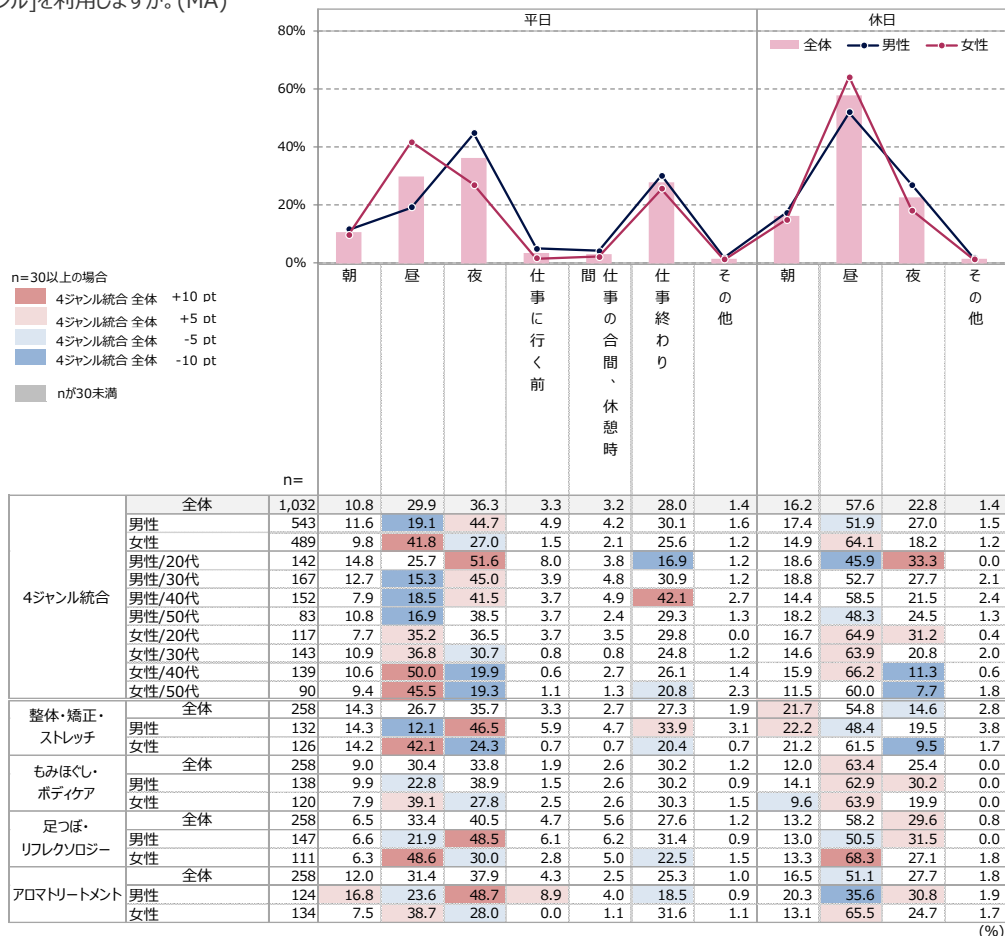 ンル]を利用しますか。(MA)
平日 休日
全体 男性 女性
80%
60%
40%
20%
0%
朝 昼 夜 仕事に行く前 仕事の合間、休憩時間 仕事終わり その他 朝 昼 夜 その他
n=30以上の場合
4ジャンル統合 全体 +10 pt
4ジャンル統合 全体 +5 pt
4ジャンル統合 全体 -5 pt
4ジャンル統合 全体 -10 pt
nが30未満
n=
4ジャンル統合
全体 1,032 10.8 29.9 36.3 3.3 3.2 28.0 1.4 16.2 57.6 22.8 1.4
男性 543 11.6 19.1 44.7 4.9 4.2 30.1 1.6 17.4 51.9 27.0 1.5
女性 489 9.8 41.8 27.0 1.5 2.1 25.6 1.2 14.9 64.1 18.2 1.2
男性/20代 142 14.8 25.7 51.6 8.0 3.8 16.9 1.2 18.6 45.9 33.3 0.0
男性/30代 167 12.7 15.3 45.0 3.9 4.8 30.9 1.2 18.8 52.7 27.7 2.1
男性/40代 152 7.9 18.5 41.5 3.7 4.9 42.1 2.7 14.4 58.5 21.5 2.4
男性/50代 83 10.8 16.9 38.5 3.7 2.4 29.3 1.3 18.2 48.3 24.5 1.3
女性/20代 117 7.7 35.2 36.5 3.7 3.5 29.8 0.0 16.7 64.9 31.2 0.4
女性/30代 143 10.9 36.8 30.7 0.8 0.8 24.8 1.2 14.6 63.9 20.8 2.0
女性/40代 139 10.6 50.0 19.9 0.6 2.7 26.1 1.4 15.9 66.2 11.3 0.6
女性/50代 90 9.4 45.5 19.3 1.1 1.3 20.8 2.3 11.5 60.0 7.7 1.8
整体・矯正・
ストレッチ
全体 258 14.3 26.7 35.7 3.3 2.7 27.3 1.9 21.7 54.8 14.6 2.8
男性 132 14.3 12.1 46.5 5.9 4.7 33.9 3.1 22.2 48.4 19.5 3.8
女性 126 14.2 42.1 24.3 0.7 0.7 20.4 0.7 21.2 61.5 9.5 1.7
もみほぐし・
ボディケア
全体 258 9.0 30.4 33.8 1.9 2.6 30.2 1.2 12.0 63.4 25.4 0.0
男性 138 9.9 22.8 38.9 1.5 2.6 30.2 0.9 14.1 62.9 30.2 0.0
女性 120 7.9 39.1 27.8 2.5 2.6 30.3 1.5 9.6 63.9 19.9 0.0
足つぼ・
リフレクソロジー
全体 258 6.5 33.4 40.5 4.7 5.6 27.6 1.2 13.2 58.2 29.6 0.8
男性 147 6.6 21.9 48.5 6.1 6.2 31.4 0.9 13.0 50.5 31.5 0.0
女性 111 6.3 48.6 30.0 2.8 5.0 22.5 1.5 13.3 68.3 27.1 1.8
アロマトリートメント
全体 258 12.0 31.4 37.9 4.3 2.5 25.3 1.0 16.5 51.1 27.7 1.8
男性 124 16.8 23.6 48.7 8.9 4.0 18.5 0.9 20.3 35.6 30.8 1.9
女性 134 7.5 38.7 28.0 0.0 1.1 31.6 1.1 13.1 65.5 24.7 1.7
(%)